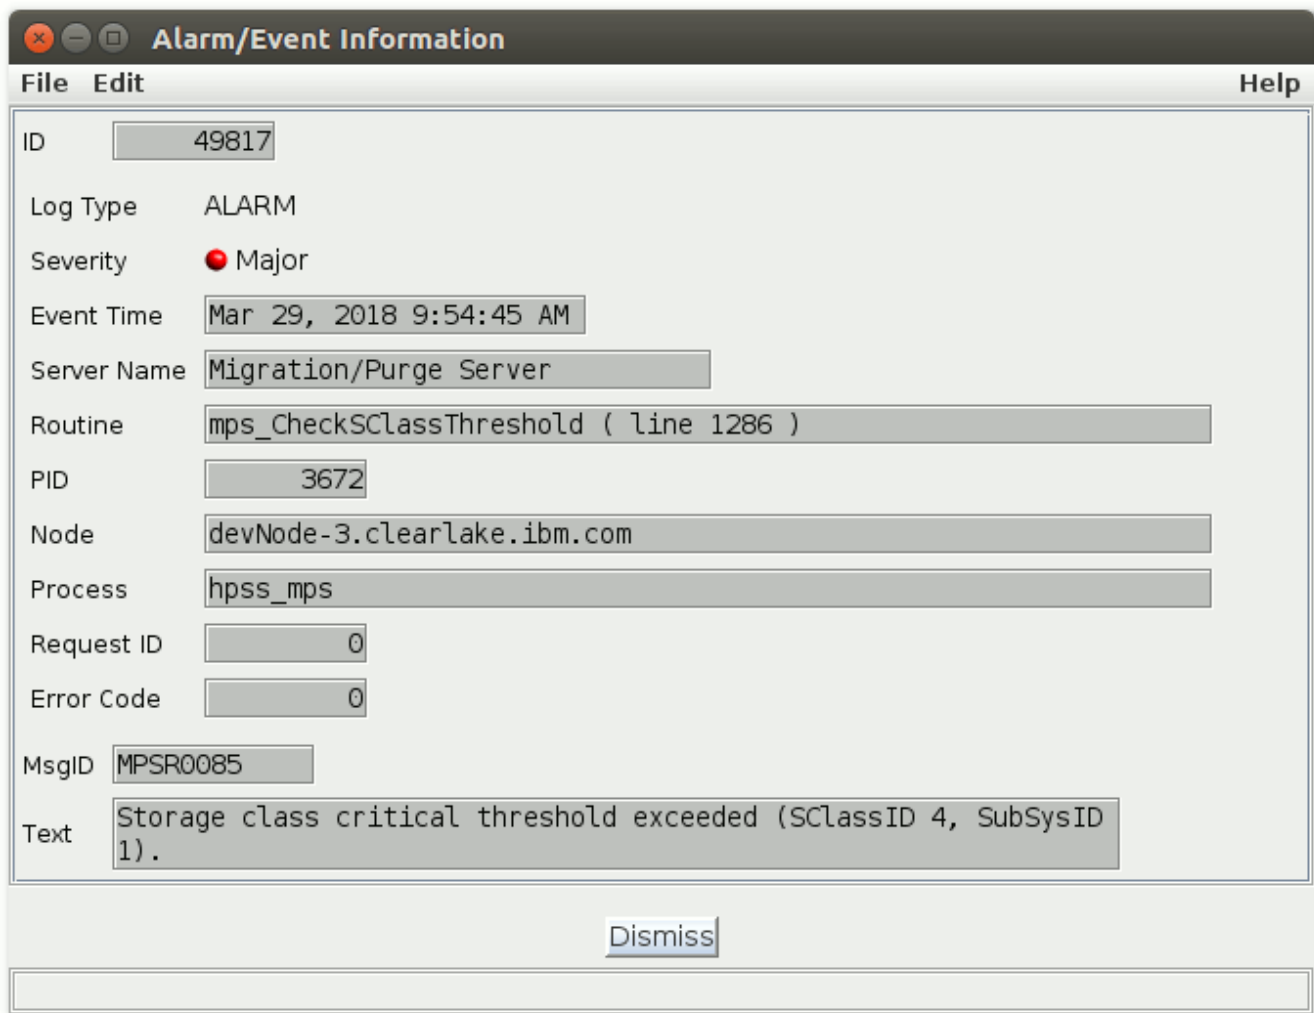 Alarm/Event Information
File Edit Help
ID 49817
Log Type ALARM
Severity Major
Event Time Mar 29, 2018 9:54:45 AM
Server Name Migration/Purge Server
Routine mps_CheckSClassThreshold ( line 1286 )
PID 3672
Node devNode-3.clearlake.ibm.com
Process hpss_mps
Request ID 0
Error Code 0
MsgID MPSR0085
Text Storage class critical threshold exceeded (SClassID 4, SubSysID
1).
Dismiss